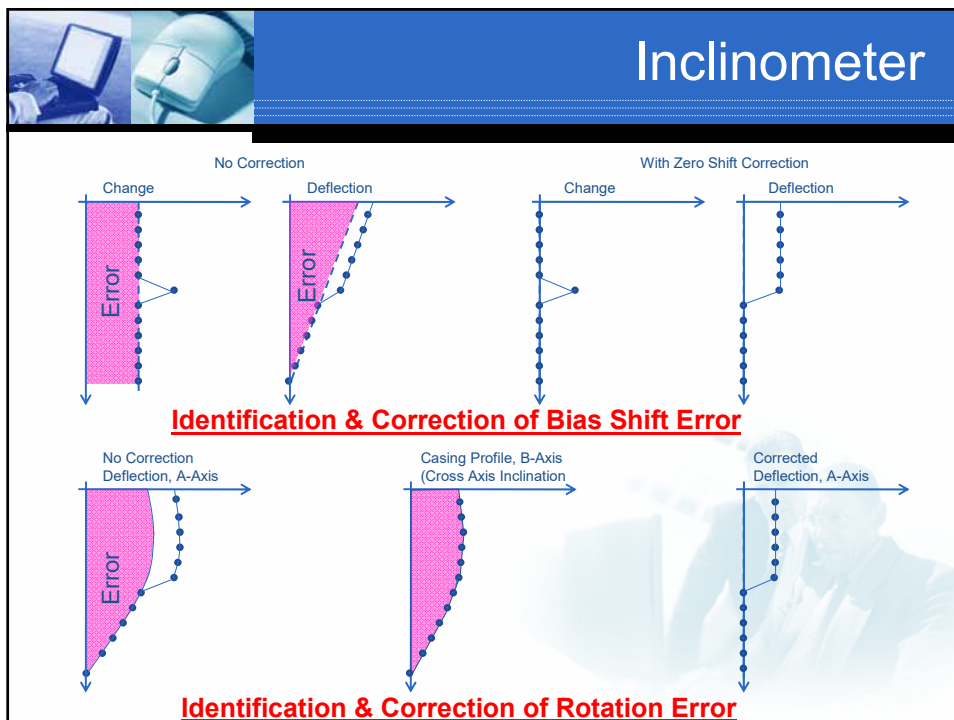 Inclinometer
No Correction
With Zero Shift Correction
Change
Deflection
Change
Deflection
Error
Error
Identification & Correction of Bias Shift Error
No Correction
Deflection, A-Axis
Casing Profile, B-Axis
(Cross Axis Inclination
Corrected
Deflection, A-Axis
Error
Identification & Correction of Rotation Error